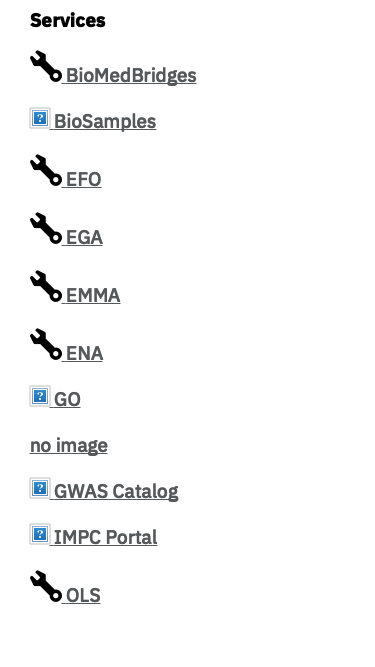 Services
BioMedBridges
BioSamples
EFO
EGA
EMMA
ENA
GO
no image
GWAS Catalog
IMPC Portal
OLS